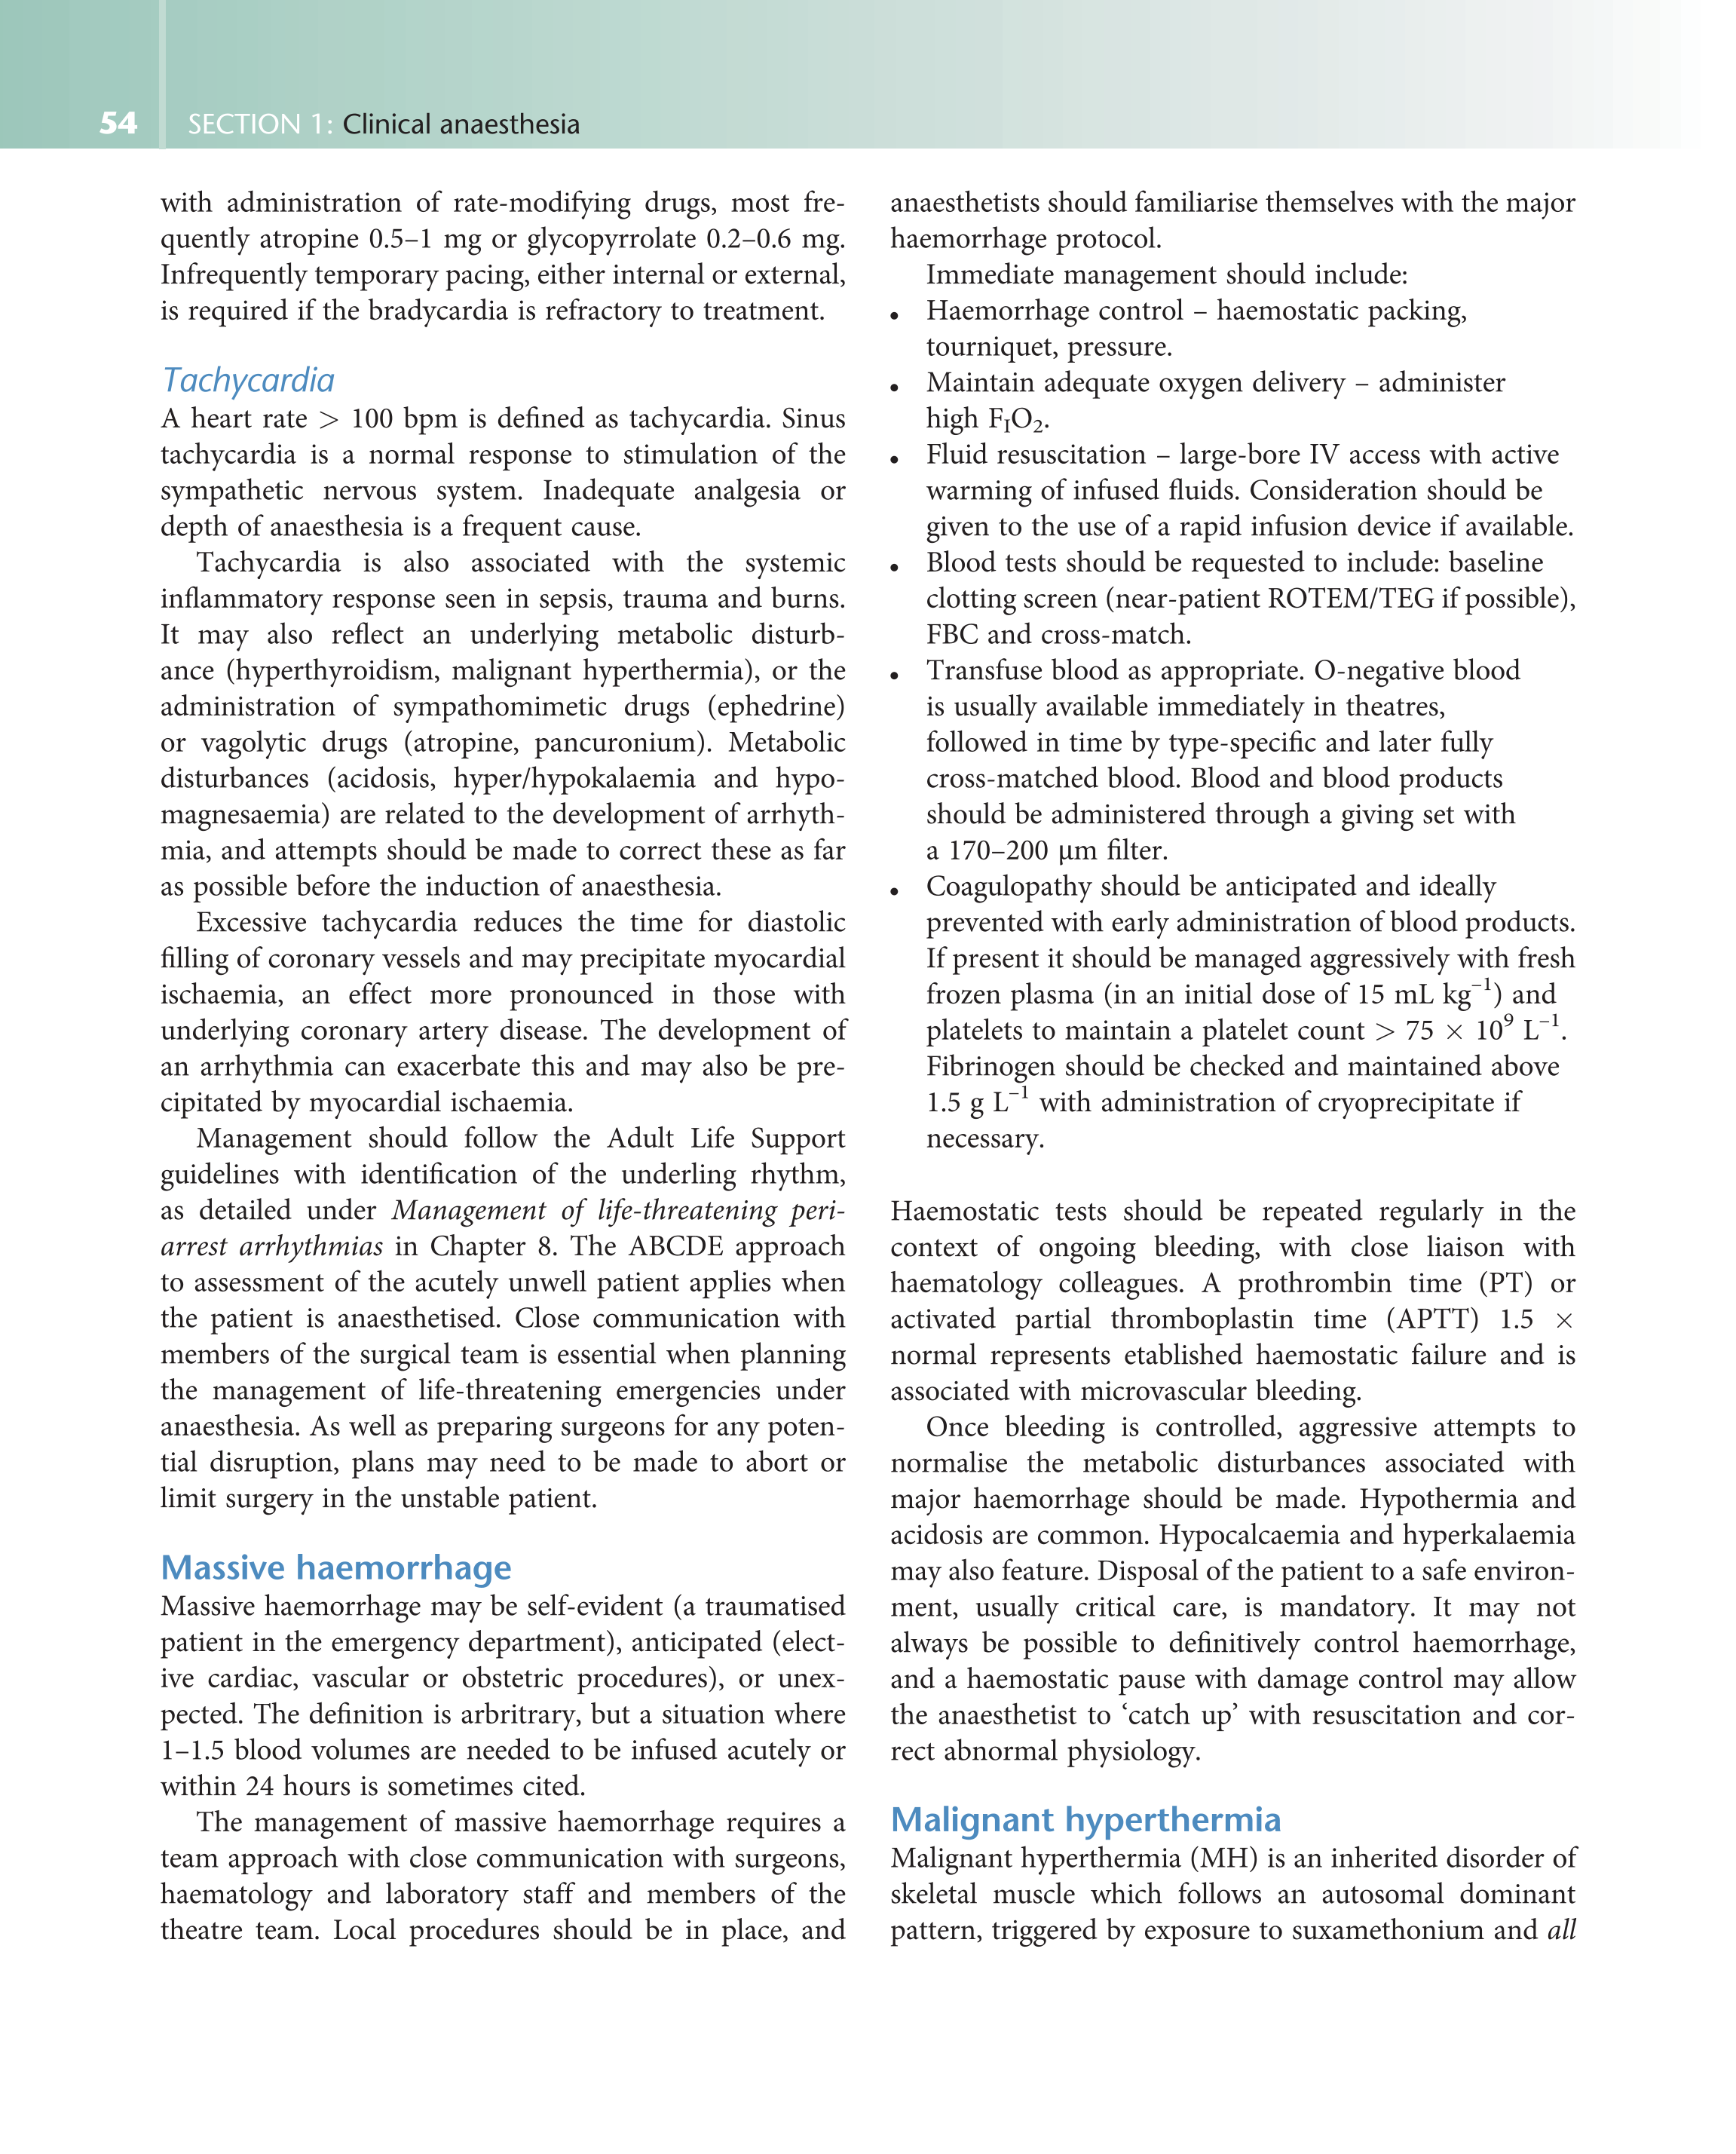 54 SECTION 1: Clinical anaesthesia
with administration of rate-modifying drugs, most fre-
quently atropine 0.5–1 mg or glycopyrrolate 0.2–0.6 mg.
Infrequently temporary pacing, either internal or external,
is required if the bradycardia is refractory to treatment.
Tachycardia
A heart rate > 100 bpm is defined as tachycardia. Sinus
tachycardia is a normal response to stimulation of the
sympathetic nervous system. Inadequate analgesia or
depth of anaesthesia is a frequent cause.
Tachycardia is also associated with the systemic
inflammatory response seen in sepsis, trauma and burns.
It may also reflect an underlying metabolic disturb-
ance (hyperthyroidism, malignant hyperthermia), or the
administration of sympathomimetic drugs (ephedrine)
or vagolytic drugs (atropine, pancuronium). Metabolic
disturbances (acidosis, hyper/hypokalaemia and hypo-
magnesaemia) are related to the development of arrhyth-
mia, and attempts should be made to correct these as far
as possible before the induction of anaesthesia.
Excessive tachycardia reduces the time for diastolic
filling of coronary vessels and may precipitate myocardial
ischaemia, an effect more pronounced in those with
underlying coronary artery disease. The development of
an arrhythmia can exacerbate this and may also be pre-
cipitated by myocardial ischaemia.
Management should follow the Adult Life Support
guidelines with identification of the underling rhythm,
as detailed under Management of life-threatening peri-
arrest arrhythmias in Chapter 8. The ABCDE approach
to assessment of the acutely unwell patient applies when
the patient is anaesthetised. Close communication with
members of the surgical team is essential when planning
the management of life-threatening emergencies under
anaesthesia. As well as preparing surgeons for any poten-
tial disruption, plans may need to be made to abort or
limit surgery in the unstable patient.
Massive haemorrhage
Massive haemorrhage may be self-evident (a traumatised
patient in the emergency department), anticipated (elect-
ive cardiac, vascular or obstetric procedures), or unex-
pected. The definition is arbritrary, but a situation where
1–1.5 blood volumes are needed to be infused acutely or
within 24 hours is sometimes cited.
The management of massive haemorrhage requires a
team approach with close communication with surgeons,
haematology and laboratory staff and members of the
theatre team. Local procedures should be in place, and
anaesthetists should familiarise themselves with the major
haemorrhage protocol.
Immediate management should include:
• Haemorrhage control – haemostatic packing,
tourniquet, pressure.
• Maintain adequate oxygen delivery – administer
high FIO2.
• Fluid resuscitation – large-bore IV access with active
warming of infused fluids. Consideration should be
given to the use of a rapid infusion device if available.
• Blood tests should be requested to include: baseline
clotting screen (near-patient ROTEM/TEG if possible),
FBC and cross-match.
• Transfuse blood as appropriate. O-negative blood
is usually available immediately in theatres,
followed in time by type-specific and later fully
cross-matched blood. Blood and blood products
should be administered through a giving set with
a 170–200 µm filter.
• Coagulopathy should be anticipated and ideally
prevented with early administration of blood products.
If present it should be managed aggressively with fresh
frozen plasma (in an initial dose of 15 mL kg⁻¹) and
platelets to maintain a platelet count > 75 × 10⁹ L⁻¹.
Fibrinogen should be checked and maintained above
1.5 g L⁻¹ with administration of cryoprecipitate if
necessary.
Haemostatic tests should be repeated regularly in the
context of ongoing bleeding, with close liaison with
haematology colleagues. A prothrombin time (PT) or
activated partial thromboplastin time (APTT) 1.5 ×
normal represents etablished haemostatic failure and is
associated with microvascular bleeding.
Once bleeding is controlled, aggressive attempts to
normalise the metabolic disturbances associated with
major haemorrhage should be made. Hypothermia and
acidosis are common. Hypocalcaemia and hyperkalaemia
may also feature. Disposal of the patient to a safe environ-
ment, usually critical care, is mandatory. It may not
always be possible to definitively control haemorrhage,
and a haemostatic pause with damage control may allow
the anaesthetist to ‘catch up’ with resuscitation and cor-
rect abnormal physiology.
Malignant hyperthermia
Malignant hyperthermia (MH) is an inherited disorder of
skeletal muscle which follows an autosomal dominant
pattern, triggered by exposure to suxamethonium and all